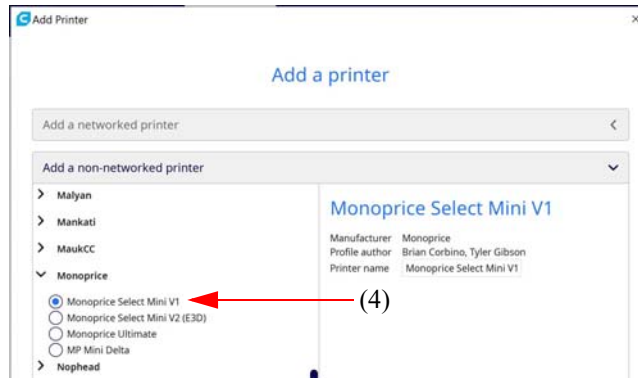 Add Printer
Add a printer
Add a networked printer
Add a non-networked printer
Malyan
Mankati
MaukCC
Monoprice
Monoprice Select Mini V1
Monoprice Select Mini V2 (E3D)
Monoprice Ultimate
MP Mini Delta
Nophead
Monoprice Select Mini V1
Manufacturer Monoprice
Profile author Brian Corbino, Tyler Gibson
Printer name Monoprice Select Mini V1
(4)